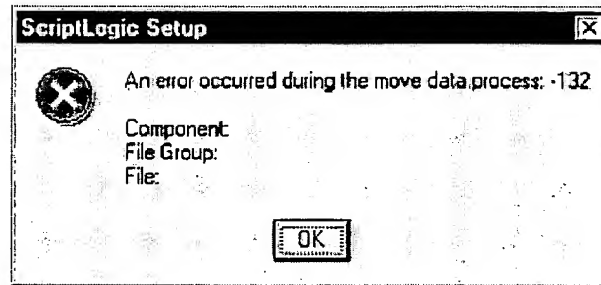 ScriptLogic Setup
An error occurred during the move data process: -132
Component:
File Group:
File:
OK